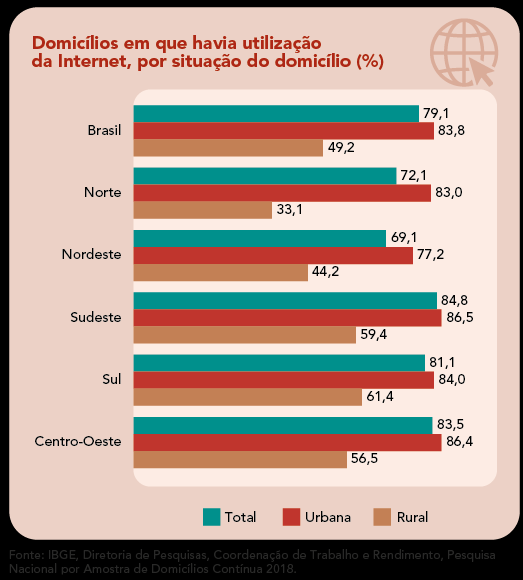 Domicílios em que havia utilização
da Internet, por situação do domicílio (%)
Brasil
79,1
83,8
49,2
Norte
72,1
83,0
33,1
Nordeste
69,1
77,2
44,2
Sudeste
84,8
86,5
59,4
Sul
81,1
84,0
61,4
Centro-Oeste
83,5
86,4
56,5
Total Urbana Rural
Fonte: IBGE, Diretoria de Pesquisas, Coordenação de Trabalho e Rendimento, Pesquisa
Nacional por Amostra de Domicílios Contínua 2018.